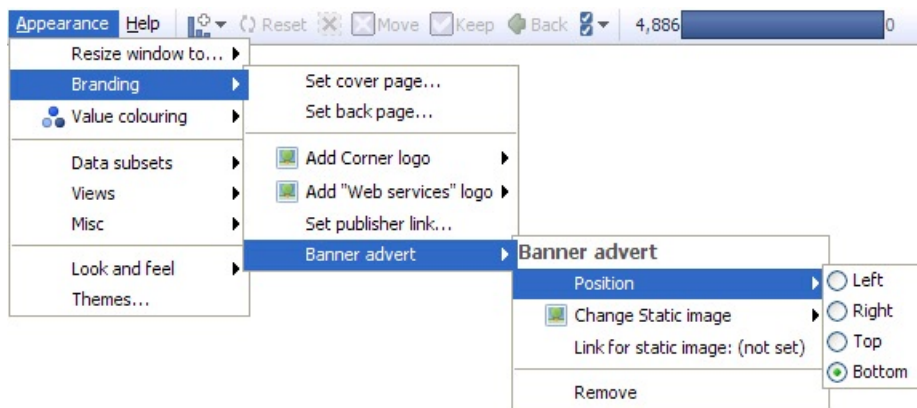 Appearance Help Reset Move Keep Back 4,886 0
Resize window to...
Branding
Value colouring
Data subsets
Views
Misc
Look and feel
Themes...
Set cover page...
Set back page...
Add Corner logo
Add "Web services" logo
Set publisher link...
Banner advert
Banner advert
Position
Change Static image
Link for static image: (not set)
Remove
Left
Right
Top
Bottom